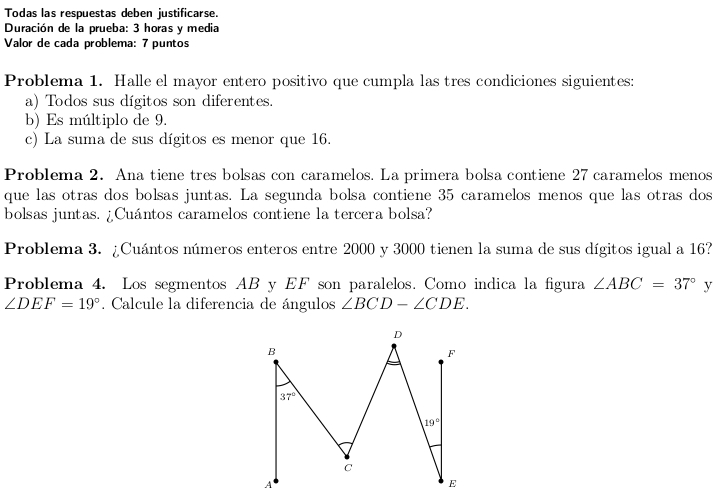 Todas las respuestas deben justificarse.
Duración de la prueba: 3 horas y media
Valor de cada problema: 7 puntos
Problema 1. Halle el mayor entero positivo que cumpla las tres condiciones siguientes:
a) Todos sus dígitos son diferentes.
b) Es múltiplo de 9.
c) La suma de sus dígitos es menor que 16.
Problema 2. Ana tiene tres bolsas con caramelos. La primera bolsa contiene 27 caramelos menos
que las otras dos bolsas juntas. La segunda bolsa contiene 35 caramelos menos que las otras dos
bolsas juntas. ¿Cuántos caramelos contiene la tercera bolsa?
Problema 3. ¿Cuántos números enteros entre 2000 y 3000 tienen la suma de sus dígitos igual a 16?
Problema 4. Los segmentos AB y EF son paralelos. Como indica la figura ∠ABC = 37° y
∠DEF = 19°. Calcule la diferencia de ángulos ∠BCD − ∠CDE.
D
B
F
37°
19°
C
A
E